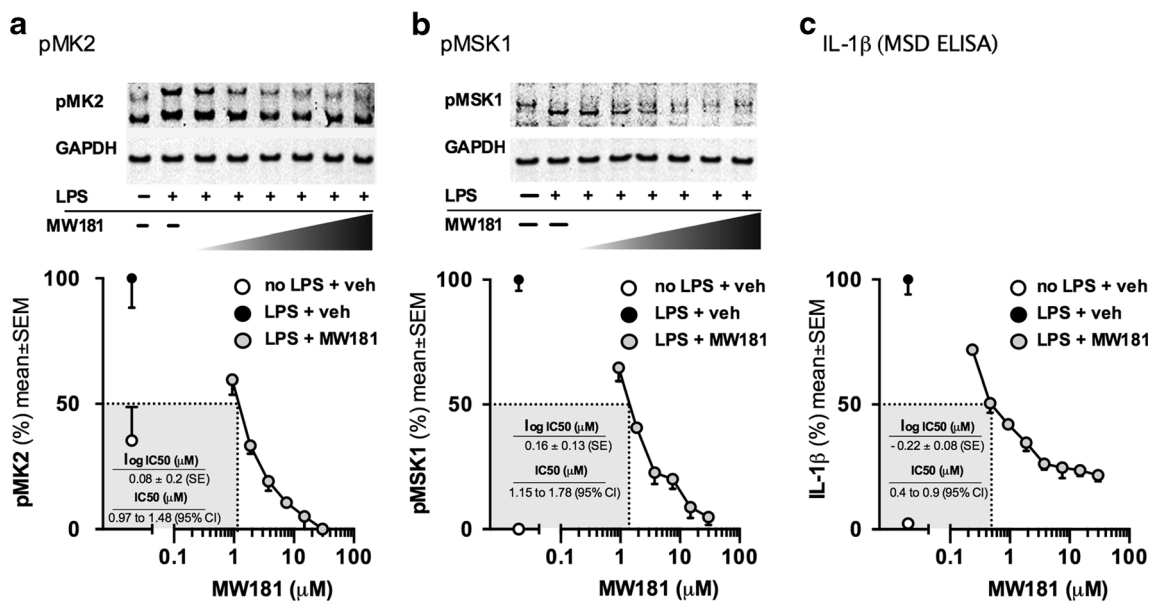 a
pMK2
pMK2
GAPDH
LPS − + + + + + + +
MW181 − −
pMK2 (%) mean±SEM
100
50
0
no LPS + veh
LPS + veh
LPS + MW181
log IC50 (μM)
0.08 ± 0.2 (SE)
IC50 (μM)
0.97 to 1.48 (95% CI)
0.1 1 10 100
MW181 (μM)
b
pMSK1
pMSK1
GAPDH
LPS − + + + + + + +
MW181 − −
pMSK1 (%) mean±SEM
100
50
0
no LPS + veh
LPS + veh
LPS + MW181
log IC50 (μM)
0.16 ± 0.13 (SE)
IC50 (μM)
1.15 to 1.78 (95% CI)
0.1 1 10 100
MW181 (μM)
c
IL-1β (MSD ELISA)
IL-1β (%) mean±SEM
100
50
0
no LPS + veh
LPS + veh
LPS + MW181
log IC50 (μM)
-0.22 ± 0.08 (SE)
IC50 (μM)
0.4 to 0.9 (95% CI)
0.1 1 10 100
MW181 (μM)